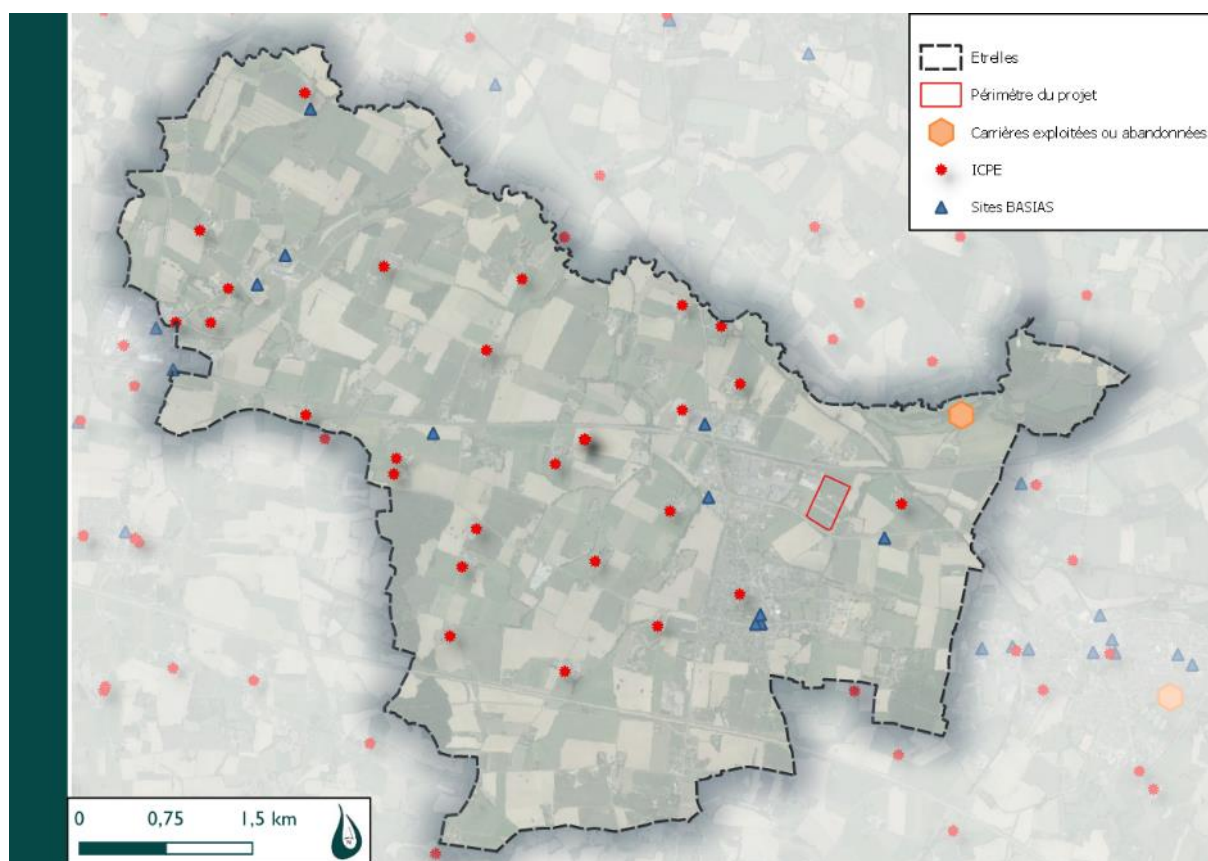 Etrelles
Périmètre du projet
Carrières exploitées ou abandonnées
ICPE
Sites BASIAS
0 0,75 1,5 km